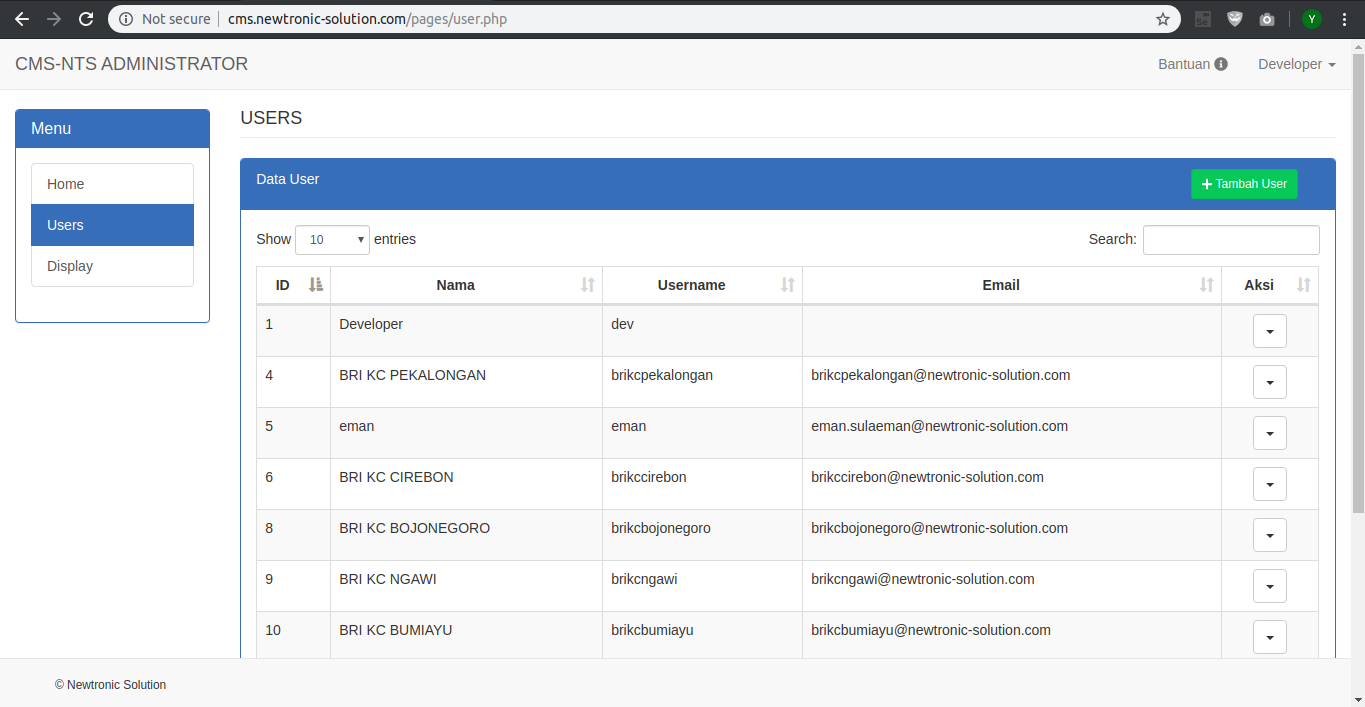 Not secure cms.newtronic-solution.com/pages/user.php Y
CMS-NTS ADMINISTRATOR Bantuan Developer
Menu
Home
Users
Display
USERS
Data User + Tambah User
Show 10 entries Search:
ID Nama Username Email Aksi
1 Developer dev
4 BRI KC PEKALONGAN brikcpekalongan brikcpekalongan@newtronic-solution.com
5 eman eman eman.sulaeman@newtronic-solution.com
6 BRI KC CIREBON brikccirebon brikccirebon@newtronic-solution.com
8 BRI KC BOJONEGORO brikcbojonegoro brikcbojonegoro@newtronic-solution.com
9 BRI KC NGAWI brikcngawi brikcngawi@newtronic-solution.com
10 BRI KC BUMIAYU brikcbumiayu brikcbumiayu@newtronic-solution.com
© Newtronic Solution